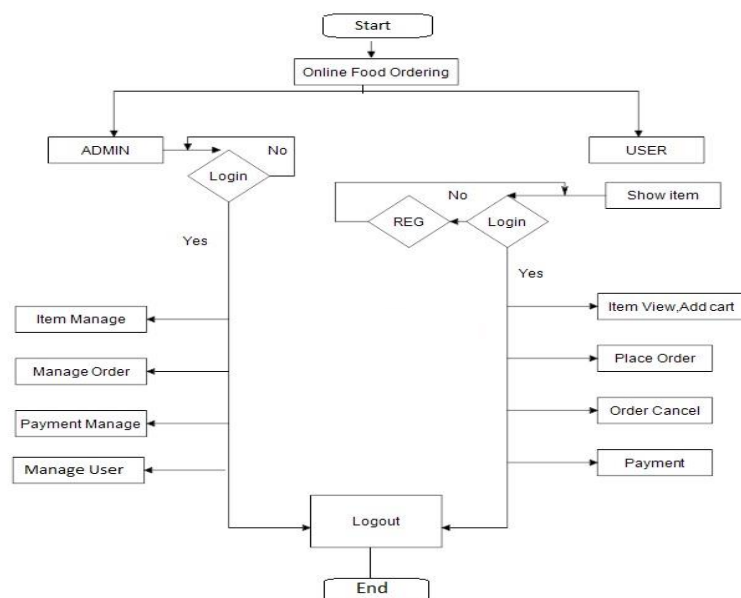 Start
Online Food Ordering
ADMIN
USER
No
Login
No
Show item
REG
Login
Yes
Yes
Item Manage
Item View,Add cart
Manage Order
Place Order
Payment Manage
Order Cancel
Manage User
Payment
Logout
End